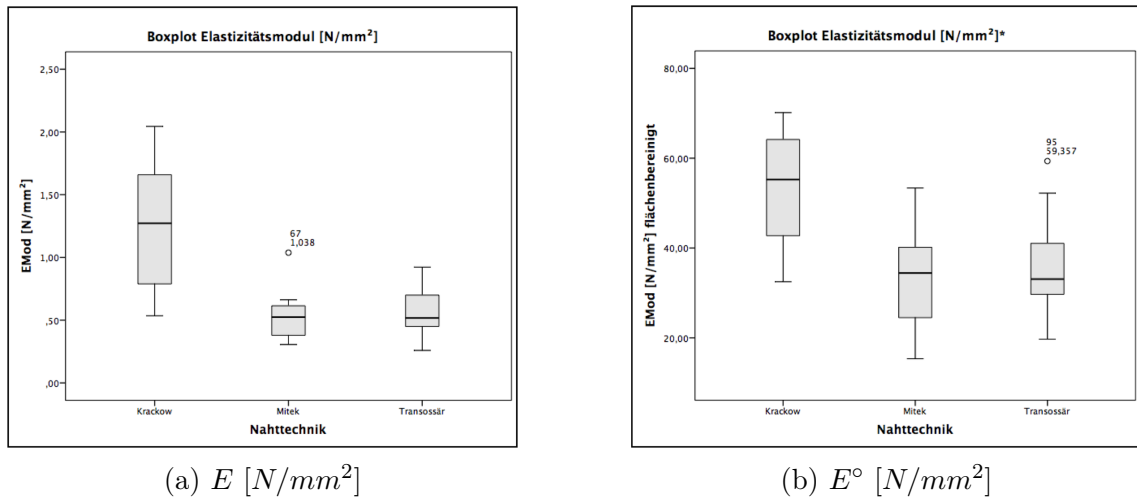 Boxplot Elastizitätsmodul [N/mm²]
EMod [N/mm²]
2,50
2,00
1,50
1,00
,50
,00
67
1,038
Krackow Mitek Transossär
Nahttechnik
(a) E [N/mm²]
Boxplot Elastizitätsmodul [N/mm²]*
EMod [N/mm²] flächenbereinigt
80,00
60,00
40,00
20,00
95
59,357
Krackow Mitek Transossär
Nahttechnik
(b) E° [N/mm²]